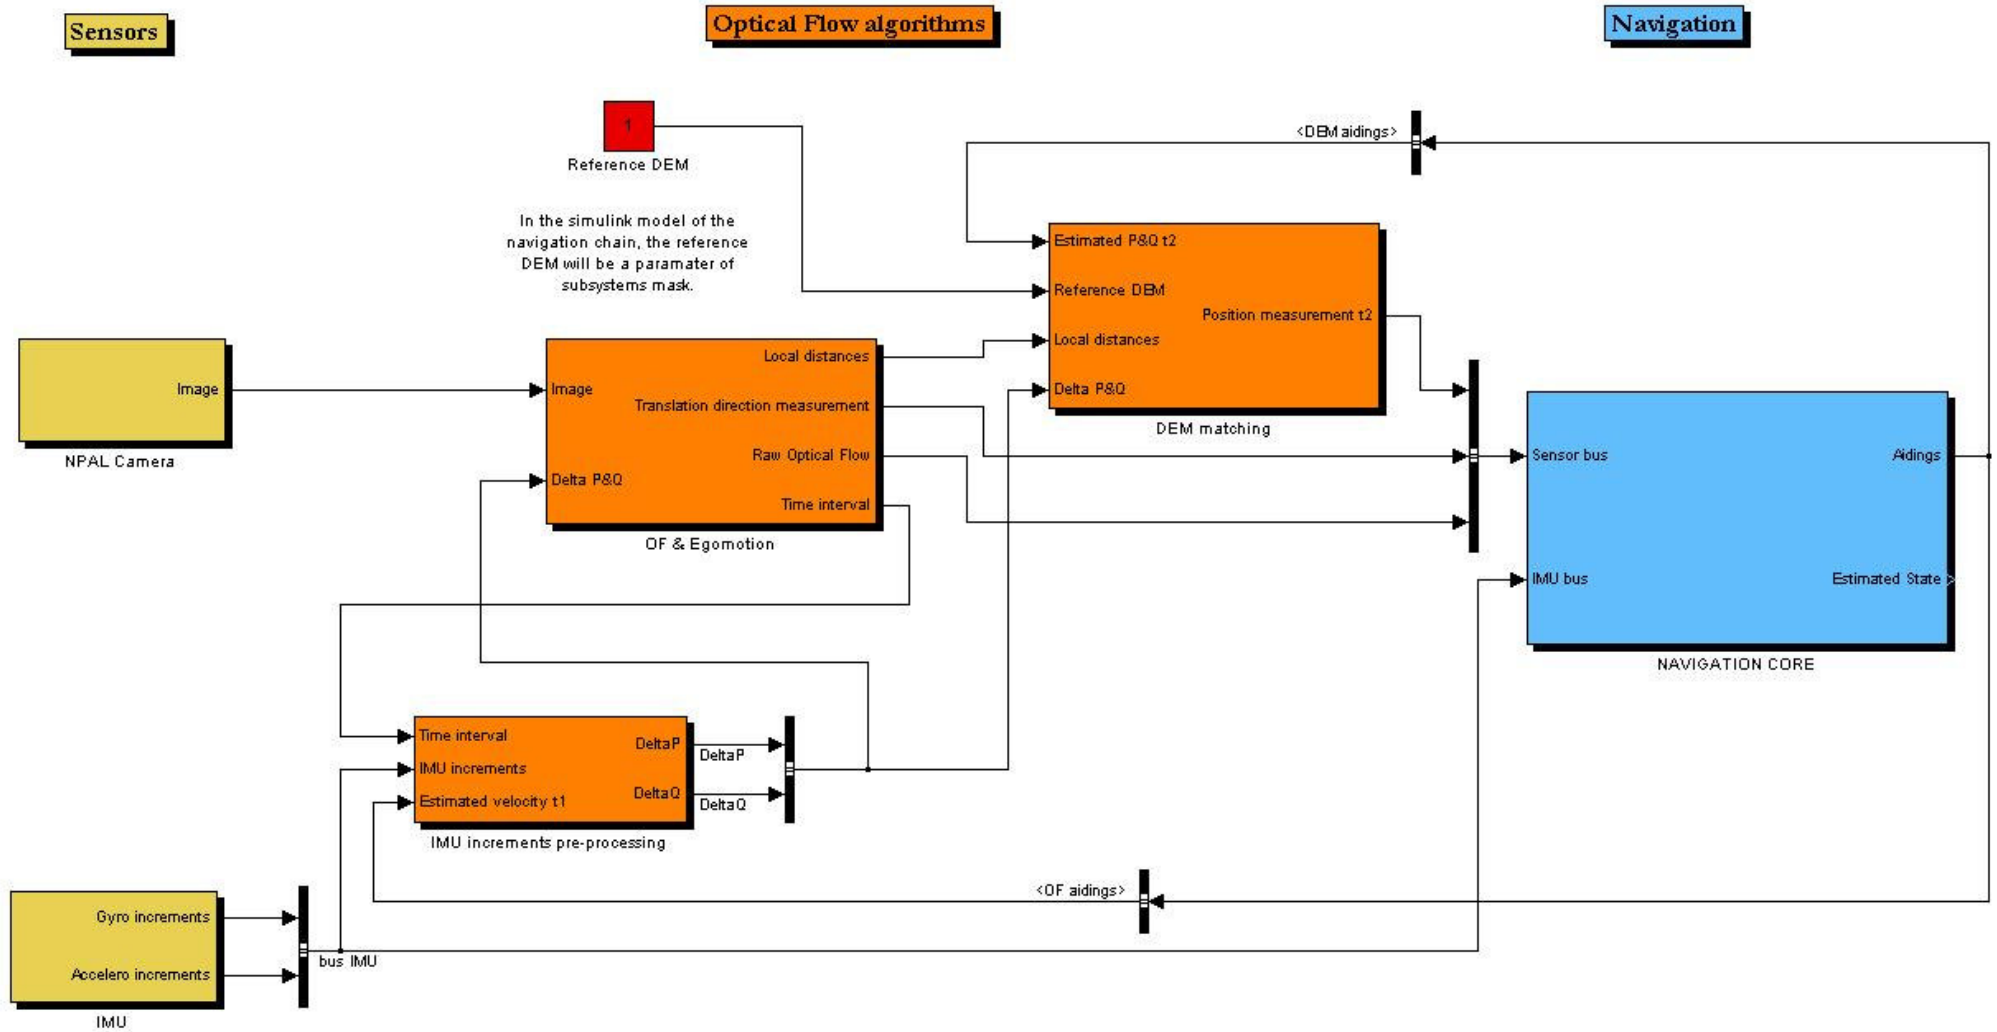 Sensors
Optical Flow algorithms
Navigation
1
Reference DEM
In the simulink model of the
navigation chain, the reference
DEM will be a paramater of
subsystems mask.
<DEM aidings>
Estimated P&Q t2
Reference DEM
Local distances
Delta P&Q
Position measurement t2
DEM matching
Image
NPAL Camera
Image
Delta P&Q
Local distances
Translation direction measurement
Raw Optical Flow
Time interval
OF & Egomotion
Sensor bus
IMU bus
Aidings
Estimated State
NAVIGATION CORE
Time interval
IMU increments
Estimated velocity t1
DeltaP
DeltaQ
DeltaP
DeltaQ
IMU increments pre-processing
<OF aidings>
Gyro increments
Accelero increments
bus IMU
IMU